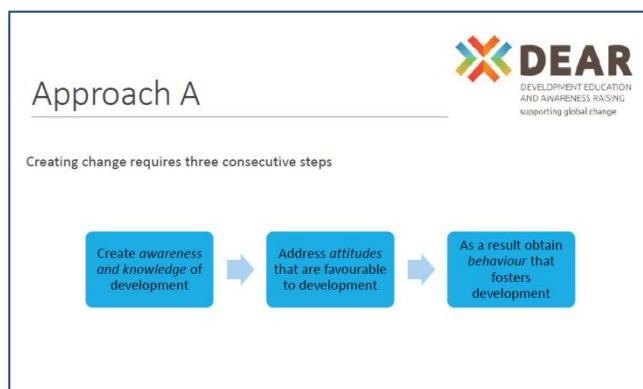 DEAR
DEVELOPMENT EDUCATION
AND AWARENESS RAISING
supporting global change
Approach A
Creating change requires three consecutive steps
Create awareness
and knowledge of
development
Address attitudes
that are favourable
to development
As a result obtain
behaviour that
fosters
development